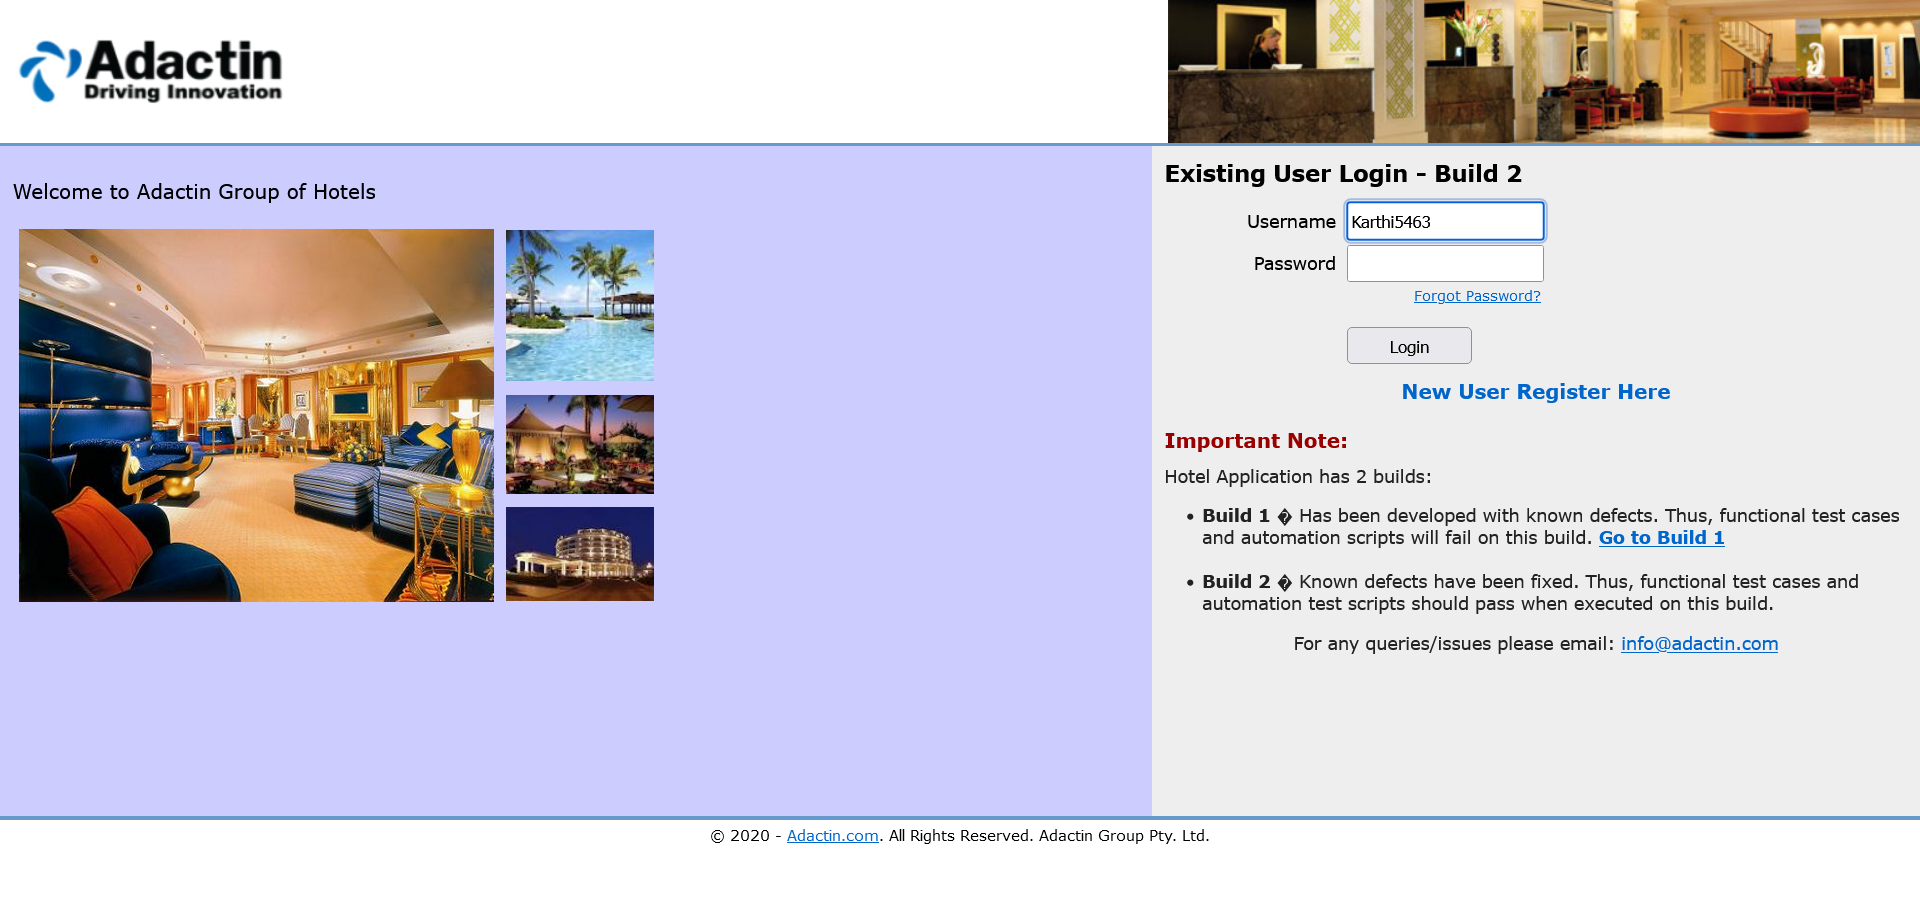 Adactin
Driving Innovation
Welcome to Adactin Group of Hotels
Existing User Login - Build 2
Username Karthi5463
Password
Forgot Password?
Login
New User Register Here
Important Note:
Hotel Application has 2 builds:
• Build 1 � Has been developed with known defects. Thus, functional test cases
and automation scripts will fail on this build. Go to Build 1
• Build 2 � Known defects have been fixed. Thus, functional test cases and
automation test scripts should pass when executed on this build.
For any queries/issues please email: info@adactin.com
© 2020 - Adactin.com. All Rights Reserved. Adactin Group Pty. Ltd.